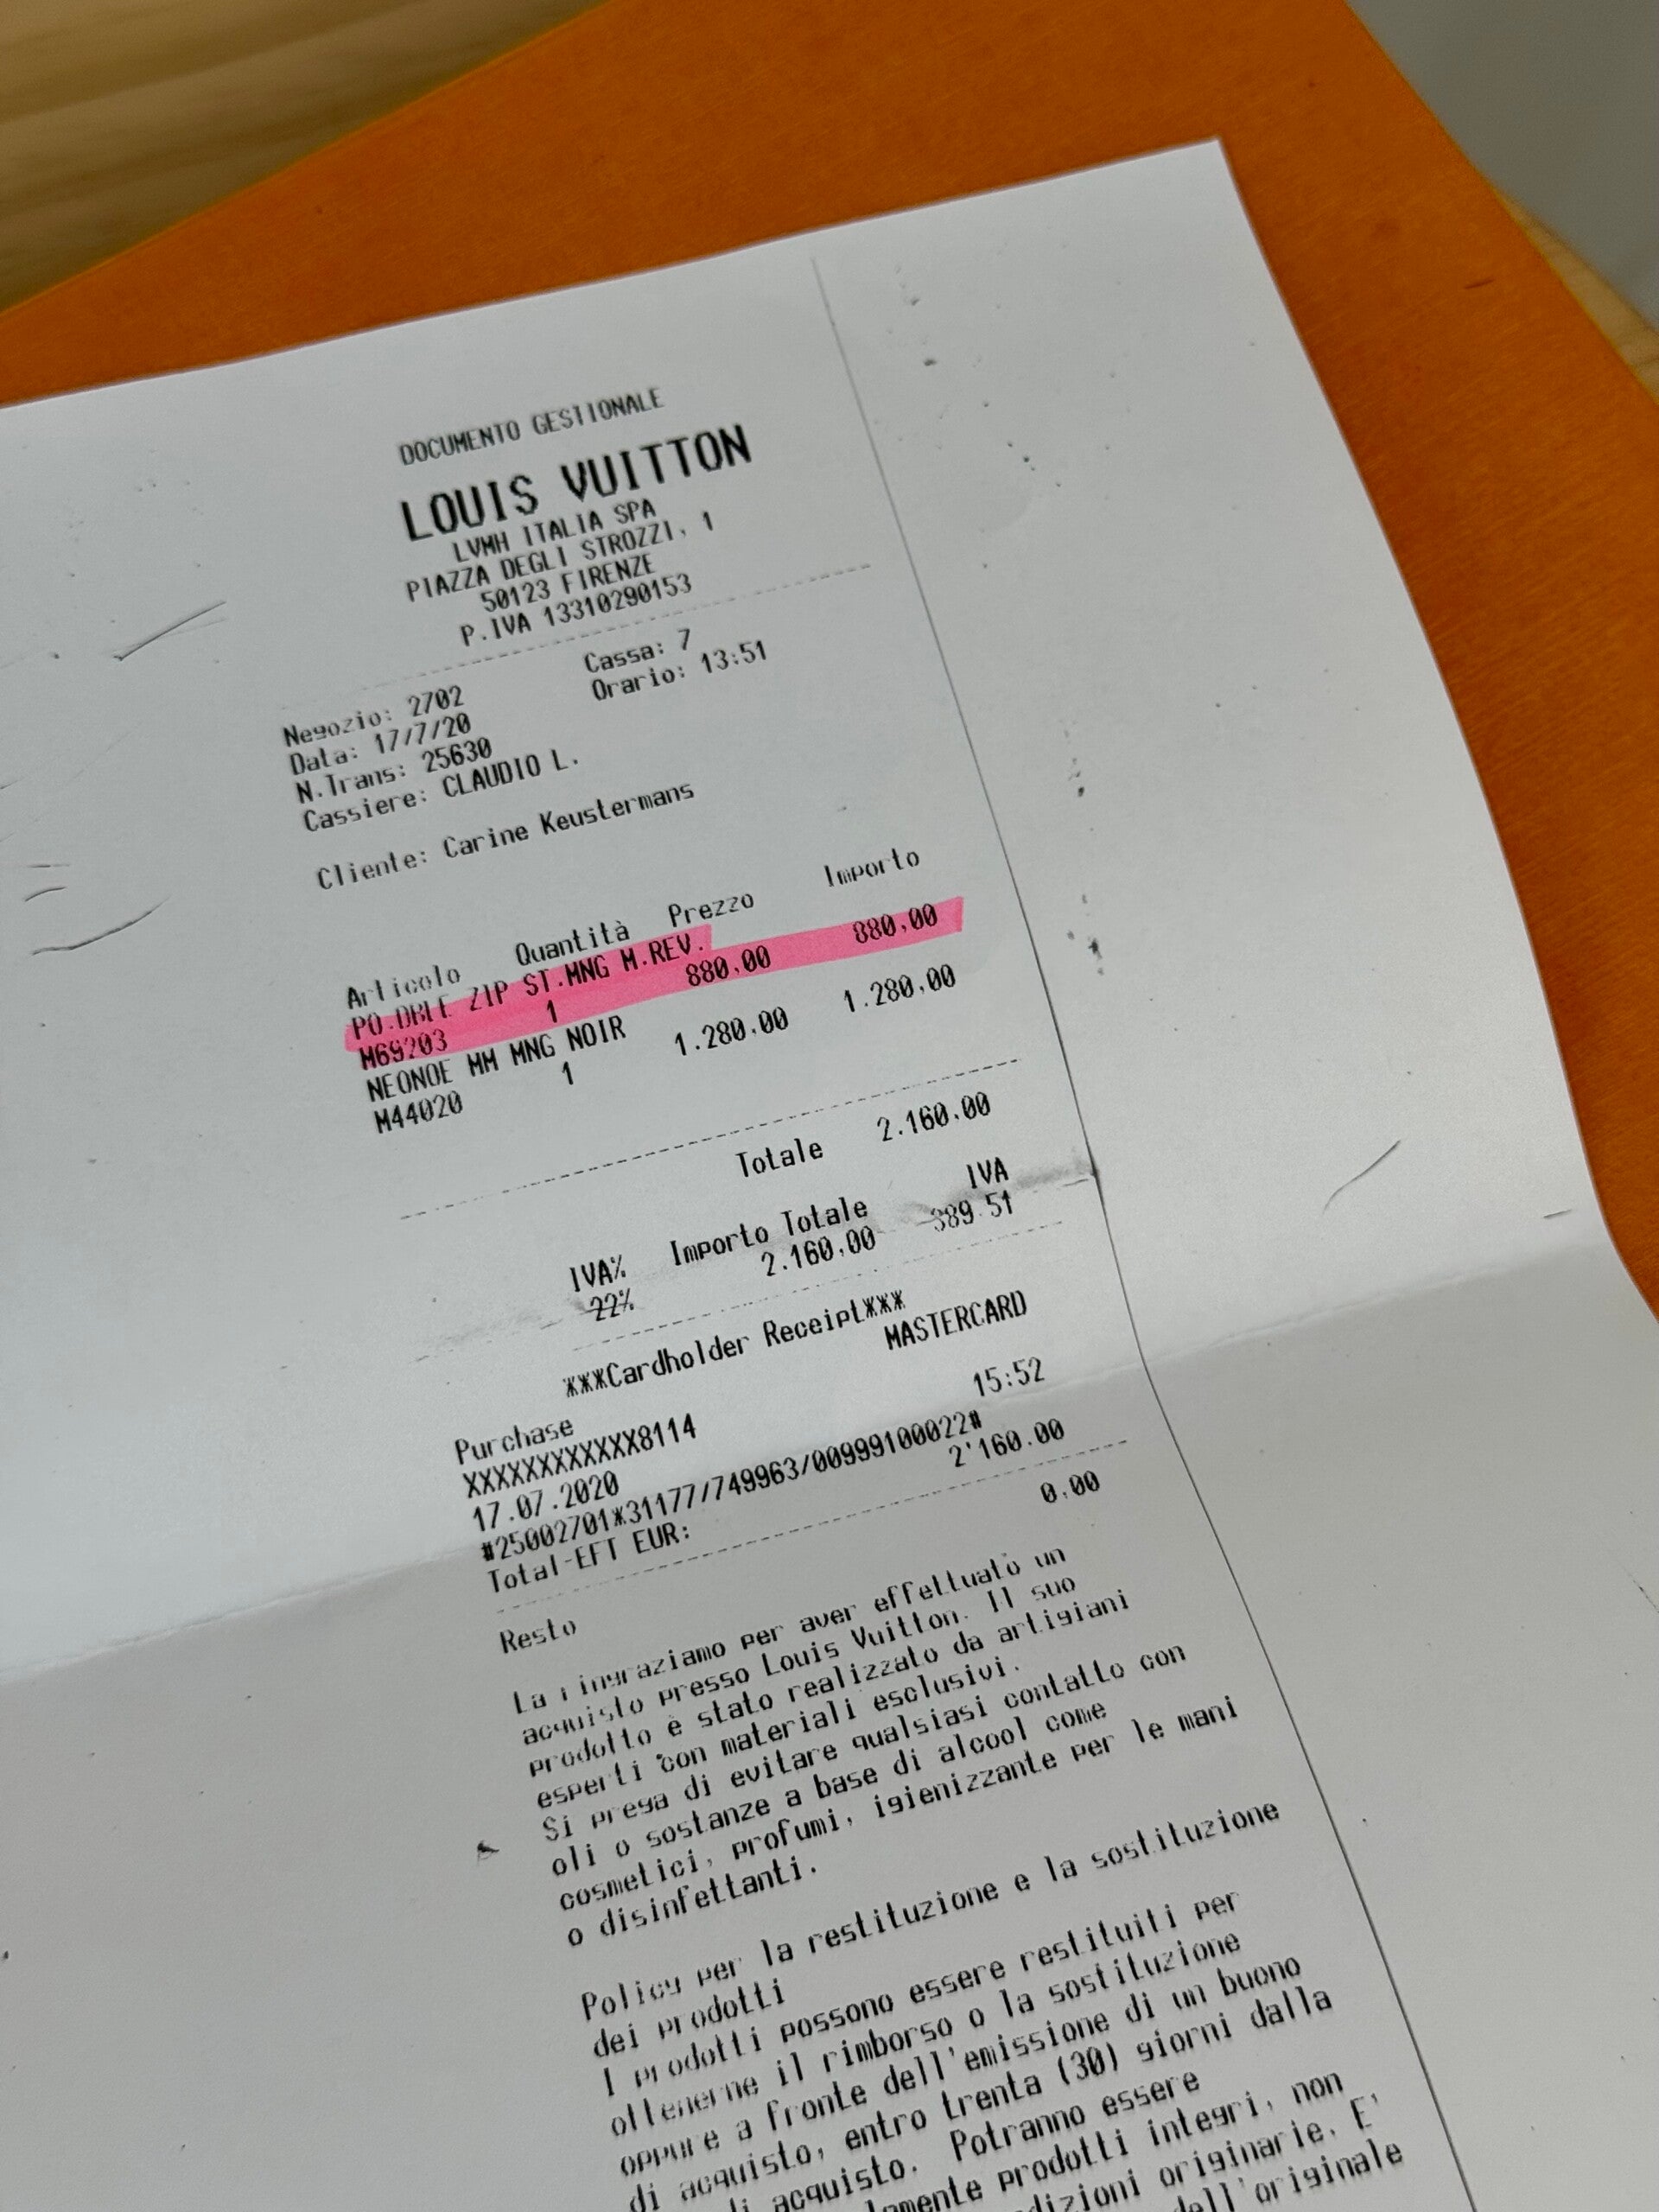 DOCUMENTO GESTIONALE
LOUIS VUITTON
LVMH ITALIA SPA
PIAZZA DEGLI STROZZI, 1
50123 FIRENZE
P.IVA 13310290153
Negozio: 2702 Cassa: 7
Data: 17/7/20 Orario: 13:51
N.Trans: 25630
Cassiere: CLAUDIO L.
Cliente: Carine Keustermans
Articolo Quantità Prezzo Importo
PO.DBLE ZIP ST.MNG M.REV.
M69203 1 880,00 880,00
NEONOE MM MNG NOIR
M44020 1 1.280,00 1.280,00
Totale 2.160,00
IVA% Importo Totale IVA
22% 2.160,00 389,51
***Cardholder Receipt***
MASTERCARD
Purchase
XXXXXXXXXXXX8114
17.07.2020 15:52
#25002701*31177/749963/00999100022#
Total-EFT EUR: 2'160.00
Resto 0,00
La ringraziamo per aver effettuato un
acquisto presso Louis Vuitton. Il suo
prodotto è stato realizzato da artigiani
esperti con materiali esclusivi.
Si prega di evitare qualsiasi contatto con
oli o sostanze a base di alcool come
cosmetici, profumi, igienizzante per le mani
o disinfettanti.
Policy per la restituzione e la sostituzione
dei prodotti
I prodotti possono essere restituiti per
ottenerne il rimborso o la sostituzione
oppure a fronte dell'emissione di un buono
di acquisto, entro trenta (30) giorni dalla
di acquisto. Potranno essere
prodotti integri, non
originarie. E'
dell'originale